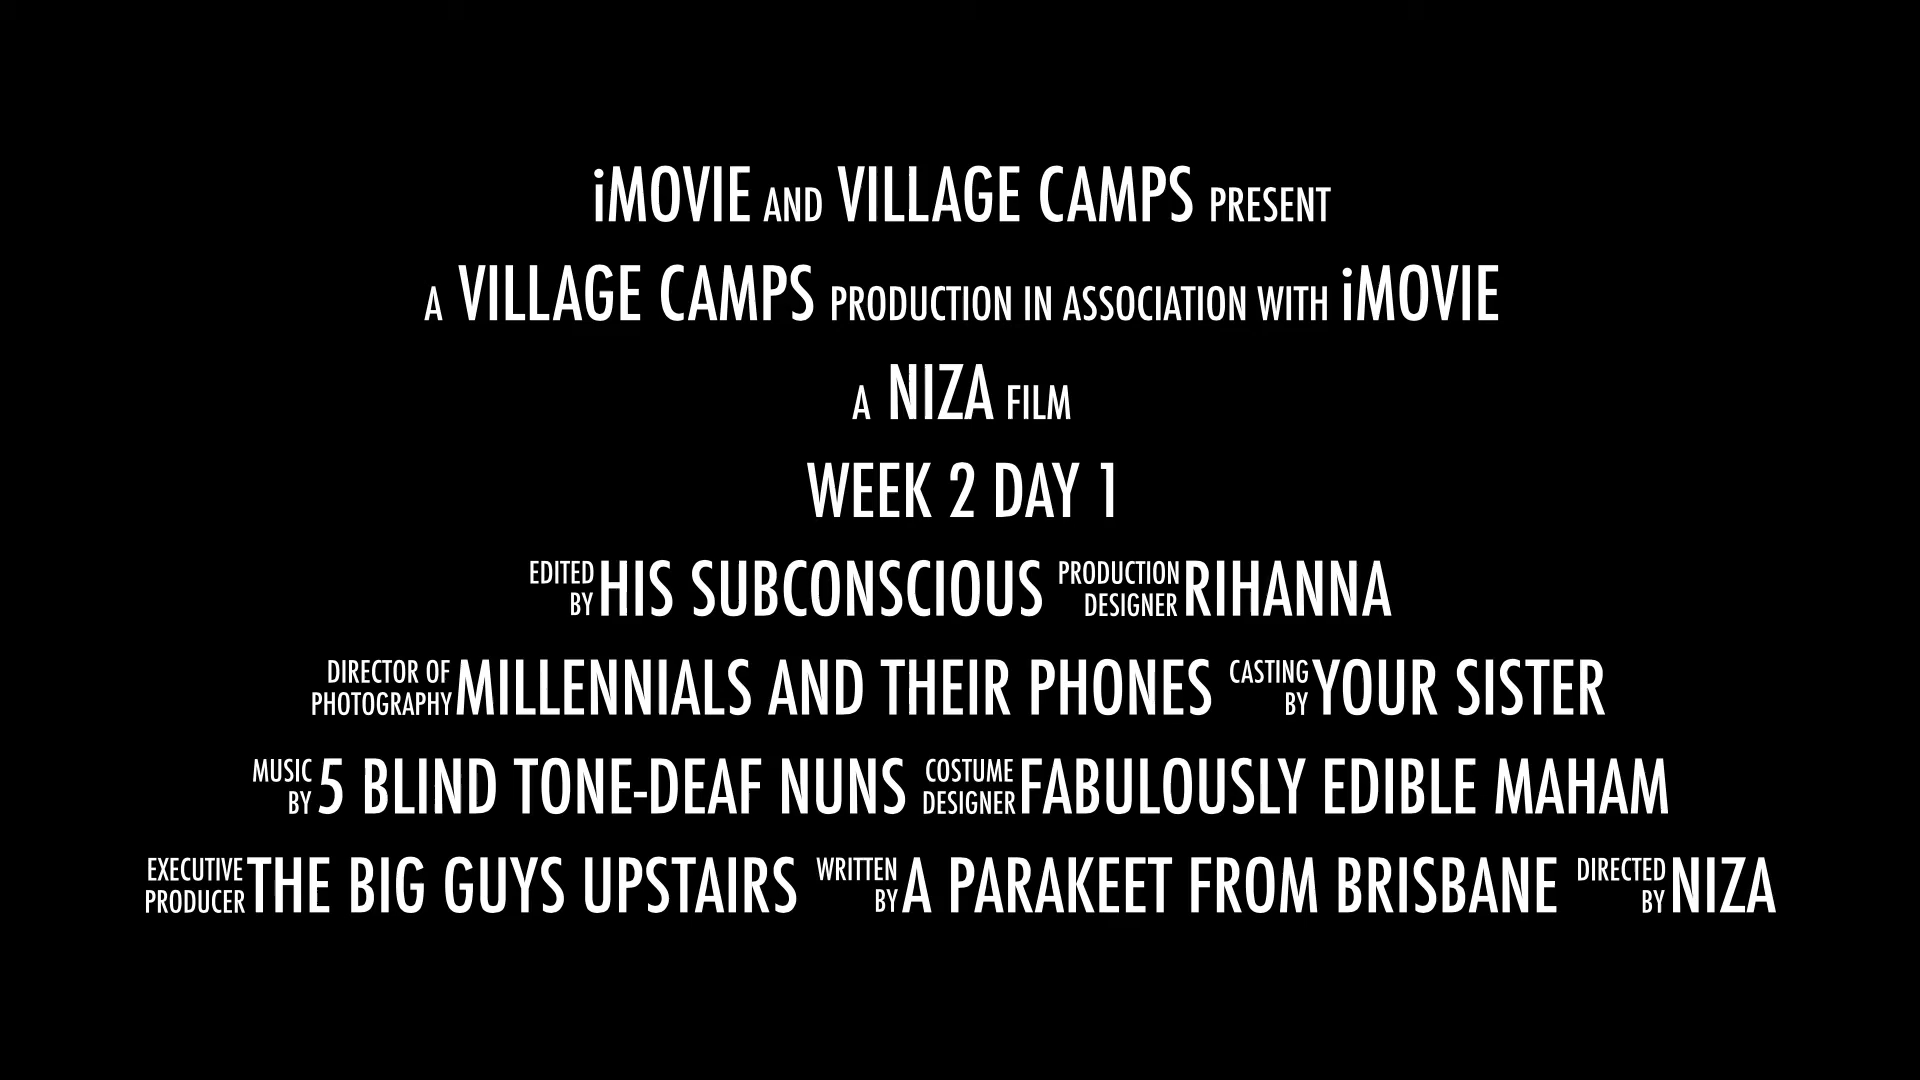 iMOVIE AND VILLAGE CAMPS PRESENT
A VILLAGE CAMPS PRODUCTION IN ASSOCIATION WITH iMOVIE
A NIZA FILM
WEEK 2 DAY 1
EDITED BY HIS SUBCONSCIOUS PRODUCTION DESIGNER RIHANNA
DIRECTOR OF PHOTOGRAPHY MILLENNIALS AND THEIR PHONES CASTING BY YOUR SISTER
MUSIC BY 5 BLIND TONE-DEAF NUNS COSTUME DESIGNER FABULOUSLY EDIBLE MAHAM
EXECUTIVE PRODUCER THE BIG GUYS UPSTAIRS WRITTEN BY A PARAKEET FROM BRISBANE DIRECTED BY NIZA